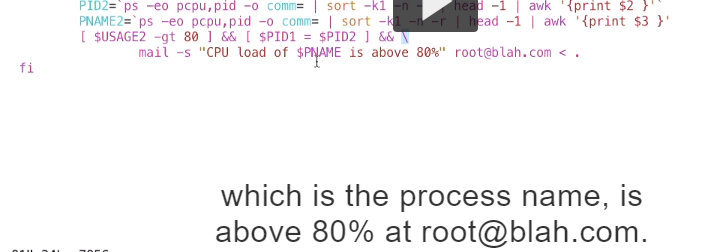 PID2=`ps -eo pcpu,pid -o comm= | sort -k1 -n -r | head -1 | awk '{print $2 }'`
PNAME2=`ps -eo pcpu,pid -o comm= | sort -k1 -n -r | head -1 | awk '{print $3 }'
[ $USAGE2 -gt 80 ] && [ $PID1 = $PID2 ] && \
mail -s "CPU load of $PNAME is above 80%" root@blah.com < .
fi
which is the process name, is
above 80% at root@blah.com.